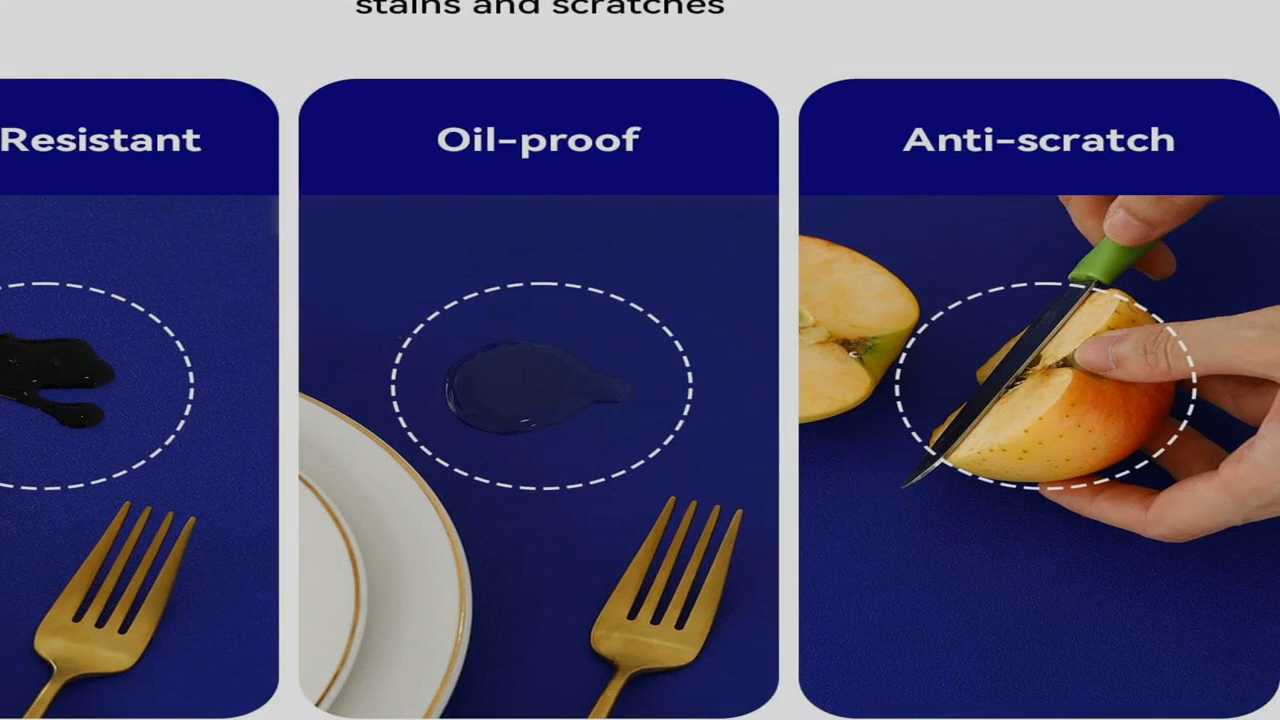 stains and scratches
Resistant
Oil-proof
Anti-scratch